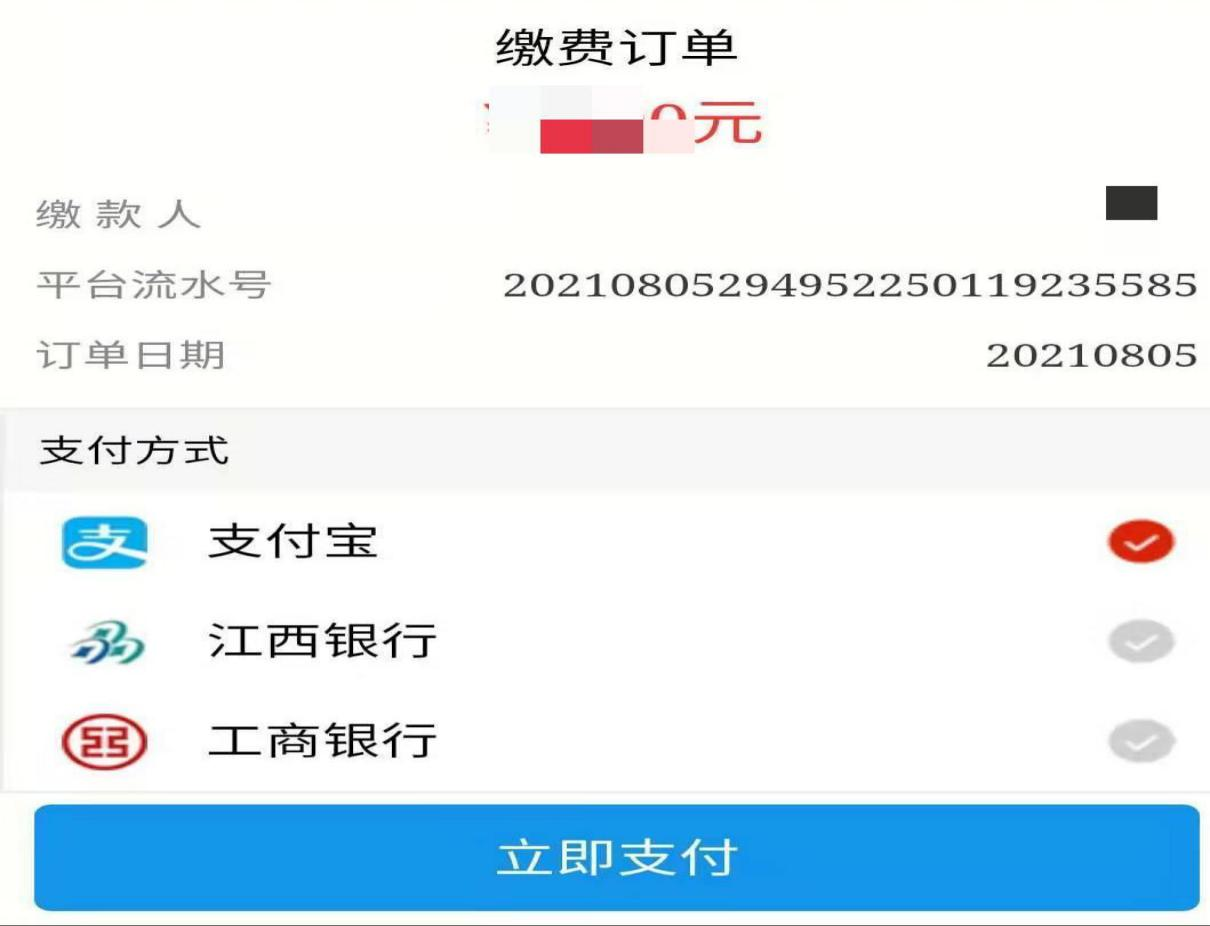 缴费订单
元
缴款人
平台流水号 20210805294952250119235585
订单日期 20210805
支付方式
支付宝
江西银行
工商银行
立即支付